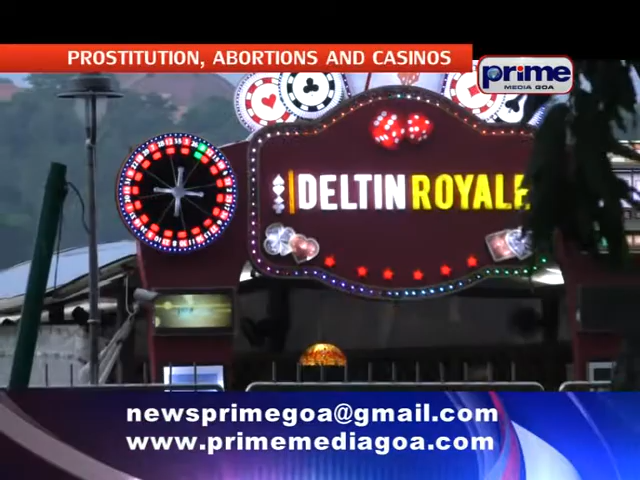 PROSTITUTION, ABORTIONS AND CASINOS
prime
MEDIA GOA
DELTIN ROYALE
newsprimegoa@gmail.com
www.primemediagoa.com